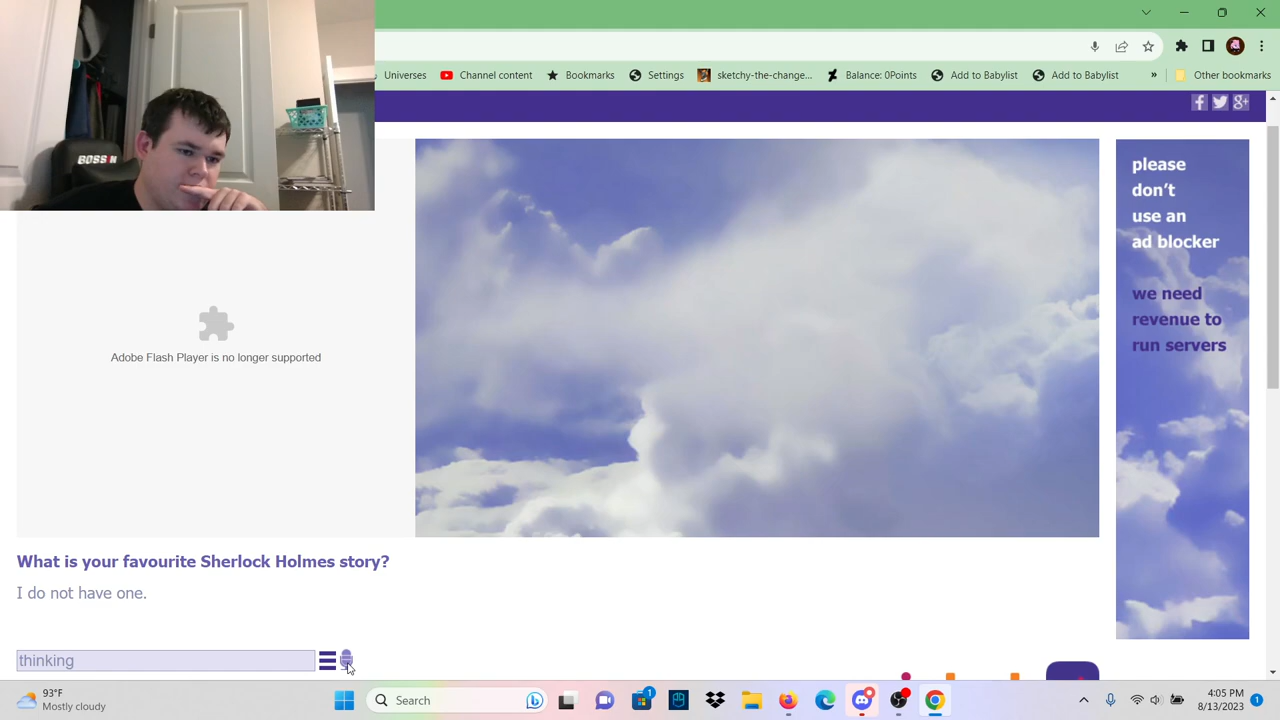 BOSSIN
Universes
Channel content
Bookmarks
Settings
sketchy-the-change...
Balance: 0Points
Add to Babylist
Add to Babylist
»
Other bookmarks
f
g+
please
don't
use an
ad blocker
we need
revenue to
run servers
Adobe Flash Player is no longer supported
What is your favourite Sherlock Holmes story?
I do not have one.
thinking
93°F
Mostly cloudy
Search
1
4:05 PM
8/13/2023
1